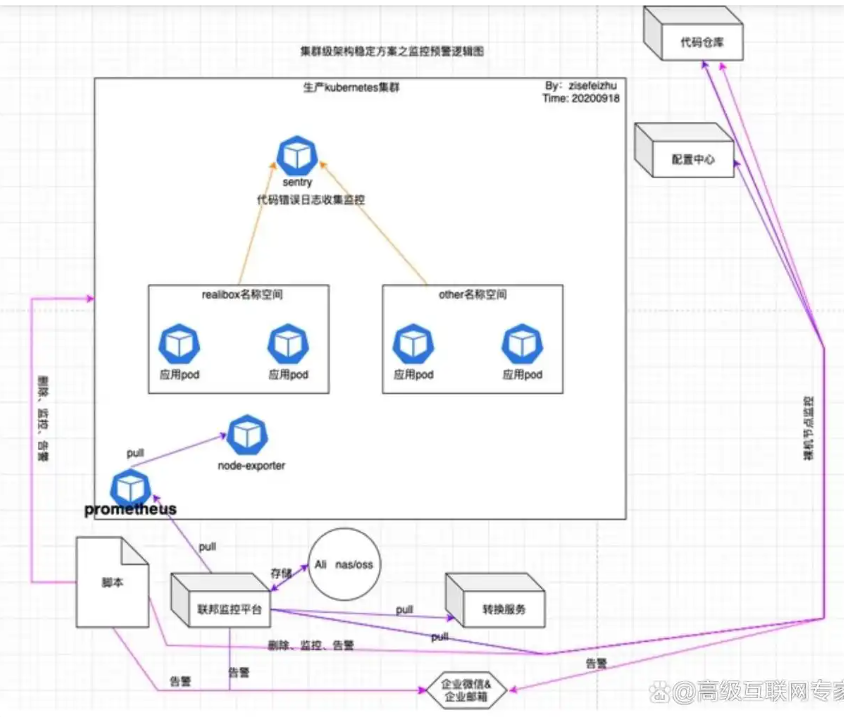 集群级架构稳定方案之监控预警逻辑图
代码仓库
生产kubernetes集群
By: zisefeizhu
Time: 20200918
配置中心
sentry
代码错误日志收集监控
realibox名称空间
other名称空间
应用pod
应用pod
应用pod
应用pod
删除、监控、告警
裸机节点监控
pull
node-exporter
prometheus
pull
脚本
存储
Ali nas/oss
联邦监控平台
pull
转换服务
pull
删除、监控、告警
告警
告警
告警
企业微信&
企业邮箱
@高级互联网专家